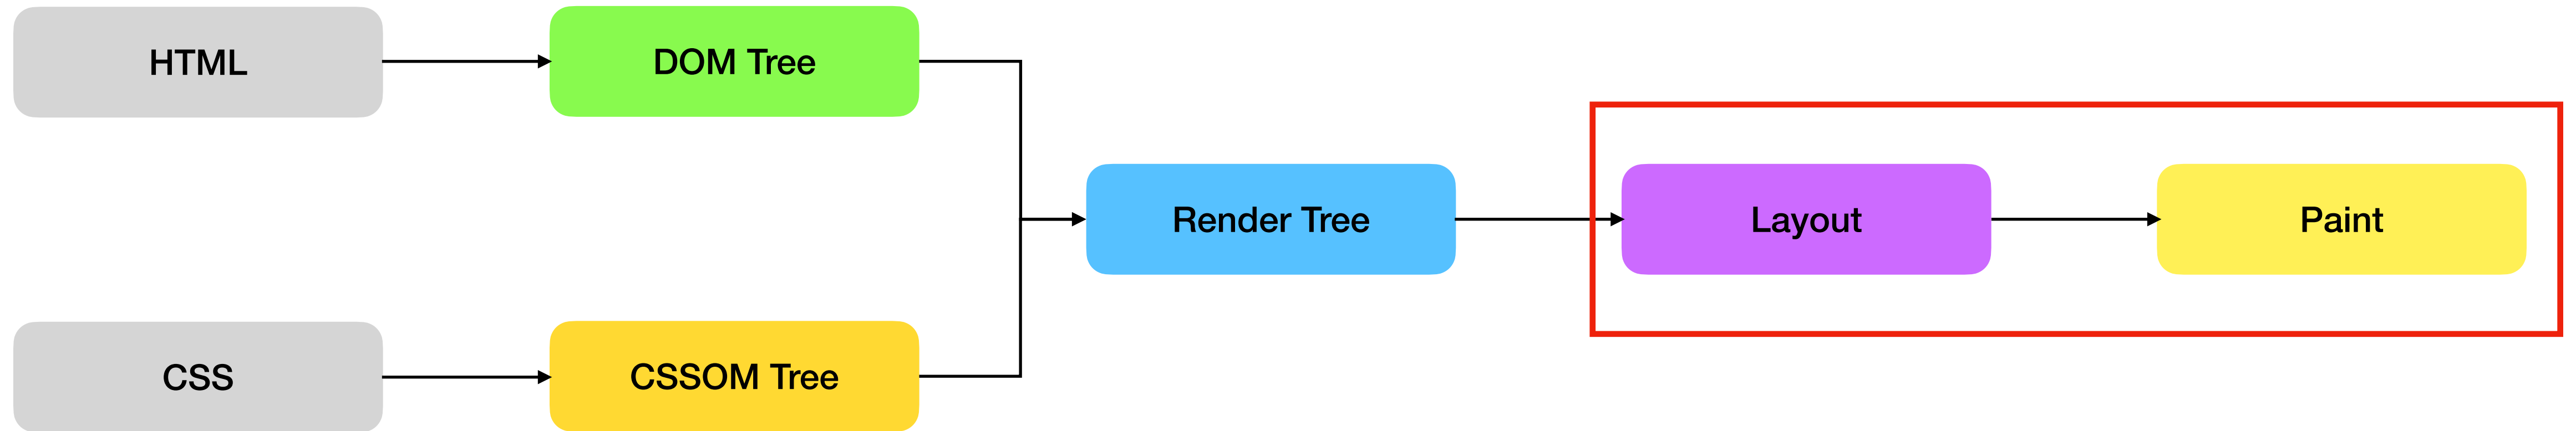 HTML
DOM Tree
Render Tree
Layout
Paint
CSS
CSSOM Tree